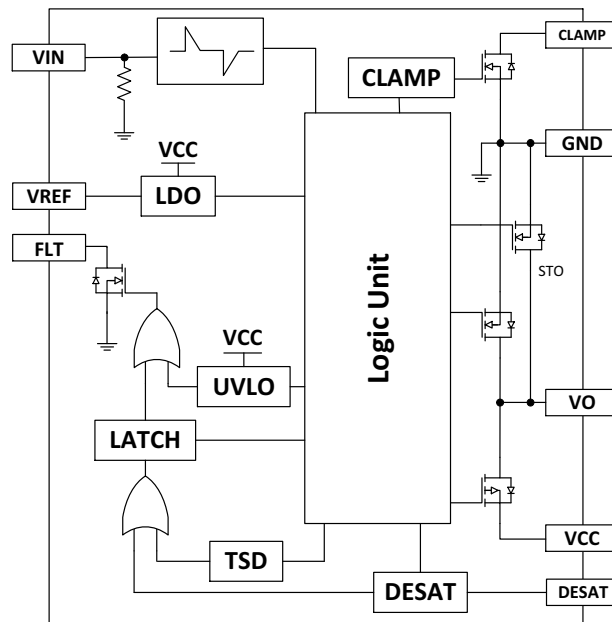 VIN
CLAMP
CLAMP
GND
VCC
LDO
VREF
FLT
STO
Logic Unit
VCC
UVLO
VO
LATCH
VCC
TSD
DESAT
DESAT